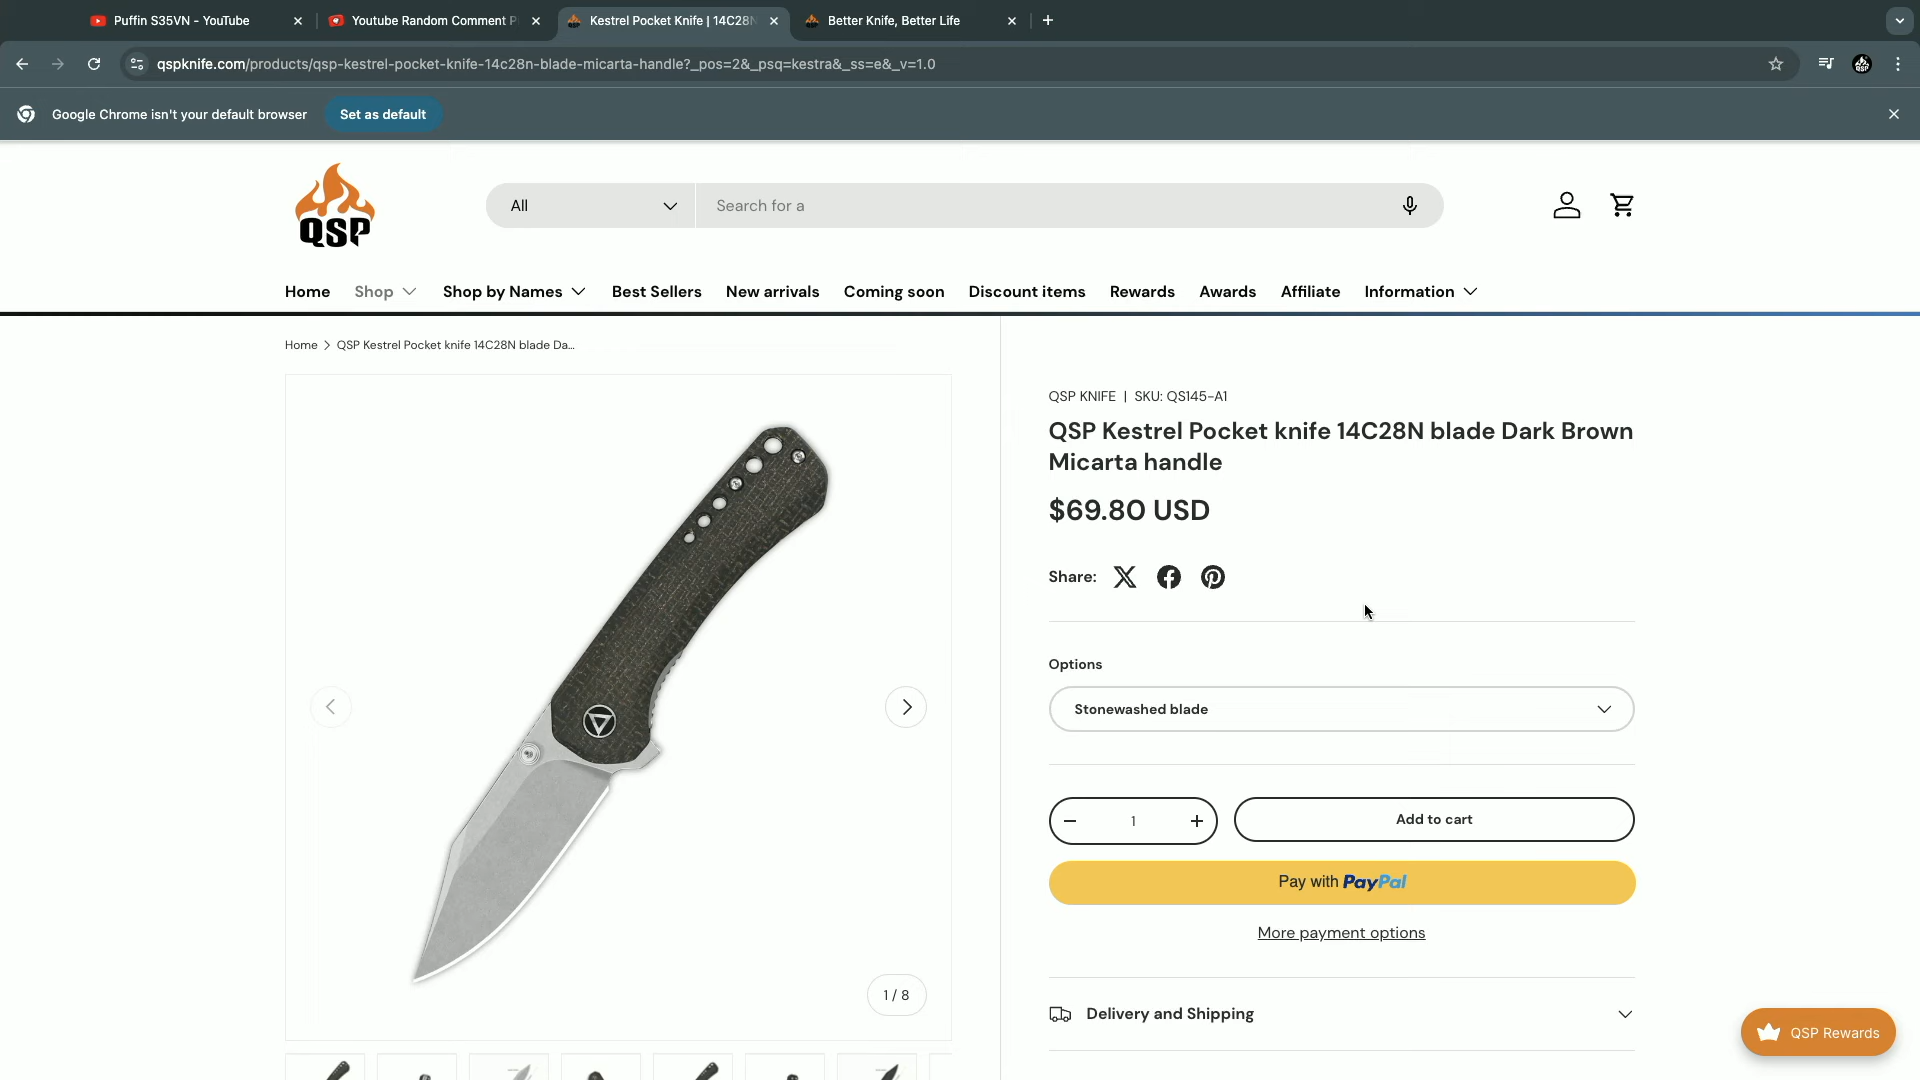 Puffin S35VN - YouTube
Youtube Random Comment P
Kestrel Pocket Knife | 14C28N
Better Knife, Better Life
qspknife.com/products/qsp-kestrel-pocket-knife-14c28n-blade-micarta-handle?_pos=2&_psq=kestra&_ss=e&_v=1.0
Google Chrome isn't your default browser
Set as default
QSP
All
Search for a
Home
Shop
Shop by Names
Best Sellers
New arrivals
Coming soon
Discount items
Rewards
Awards
Affiliate
Information
Home > QSP Kestrel Pocket knife 14C28N blade Da...
QSP KNIFE | SKU: QS145-A1
QSP Kestrel Pocket knife 14C28N blade Dark Brown
Micarta handle
$69.80 USD
Share:
Options
Stonewashed blade
− 1 +
Add to cart
Pay with PayPal
More payment options
1 / 8
Delivery and Shipping
QSP Rewards